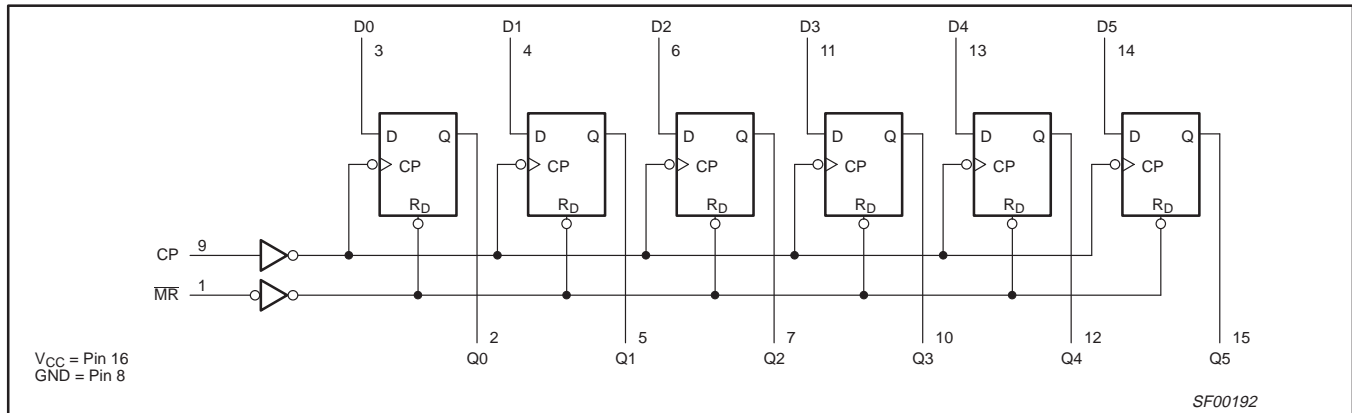 D0 D1 D2 D3 D4 D5
3 4 6 11 13 14
D Q D Q D Q D Q D Q D Q
CP CP CP CP CP CP
RD RD RD RD RD RD
CP 9
MR 1
2 5 7 10 12 15
Q0 Q1 Q2 Q3 Q4 Q5
VCC = Pin 16
GND = Pin 8
SF00192